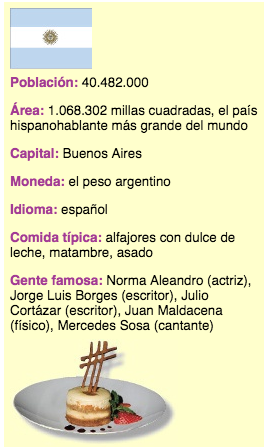 Población: 40.482.000
Área: 1.068.302 millas cuadradas, el país
hispanohablante más grande del mundo
Capital: Buenos Aires
Moneda: el peso argentino
Idioma: español
Comida típica: alfajores con dulce de
leche, matambre, asado
Gente famosa: Norma Aleandro (actriz),
Jorge Luis Borges (escritor), Julio
Cortázar (escritor), Juan Maldacena
(físico), Mercedes Sosa (cantante)